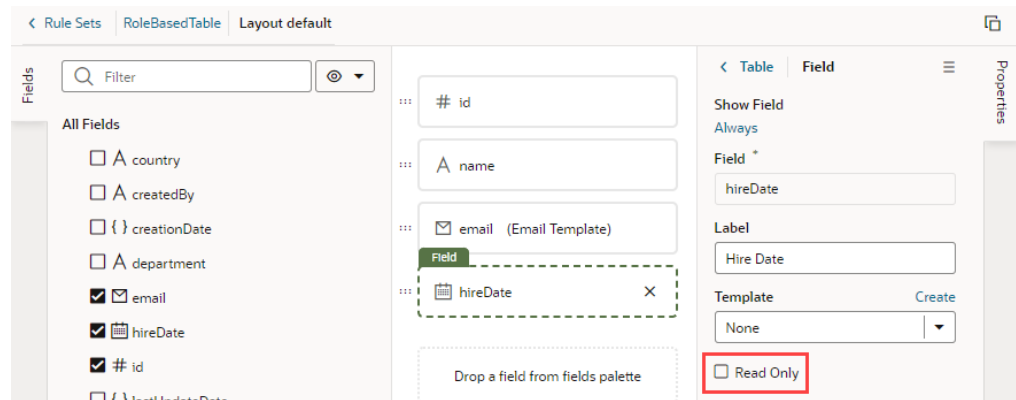 Rule Sets RoleBasedTable Layout default
Fields
Filter
All Fields
A country
A createdBy
{ } creationDate
A department
email
hireDate
# id
{ } lastUpdateDate
# id
A name
email (Email Template)
Field
hireDate
Drop a field from fields palette
Table Field
Properties
Show Field
Always
Field *
hireDate
Label
Hire Date
Template Create
None
Read Only